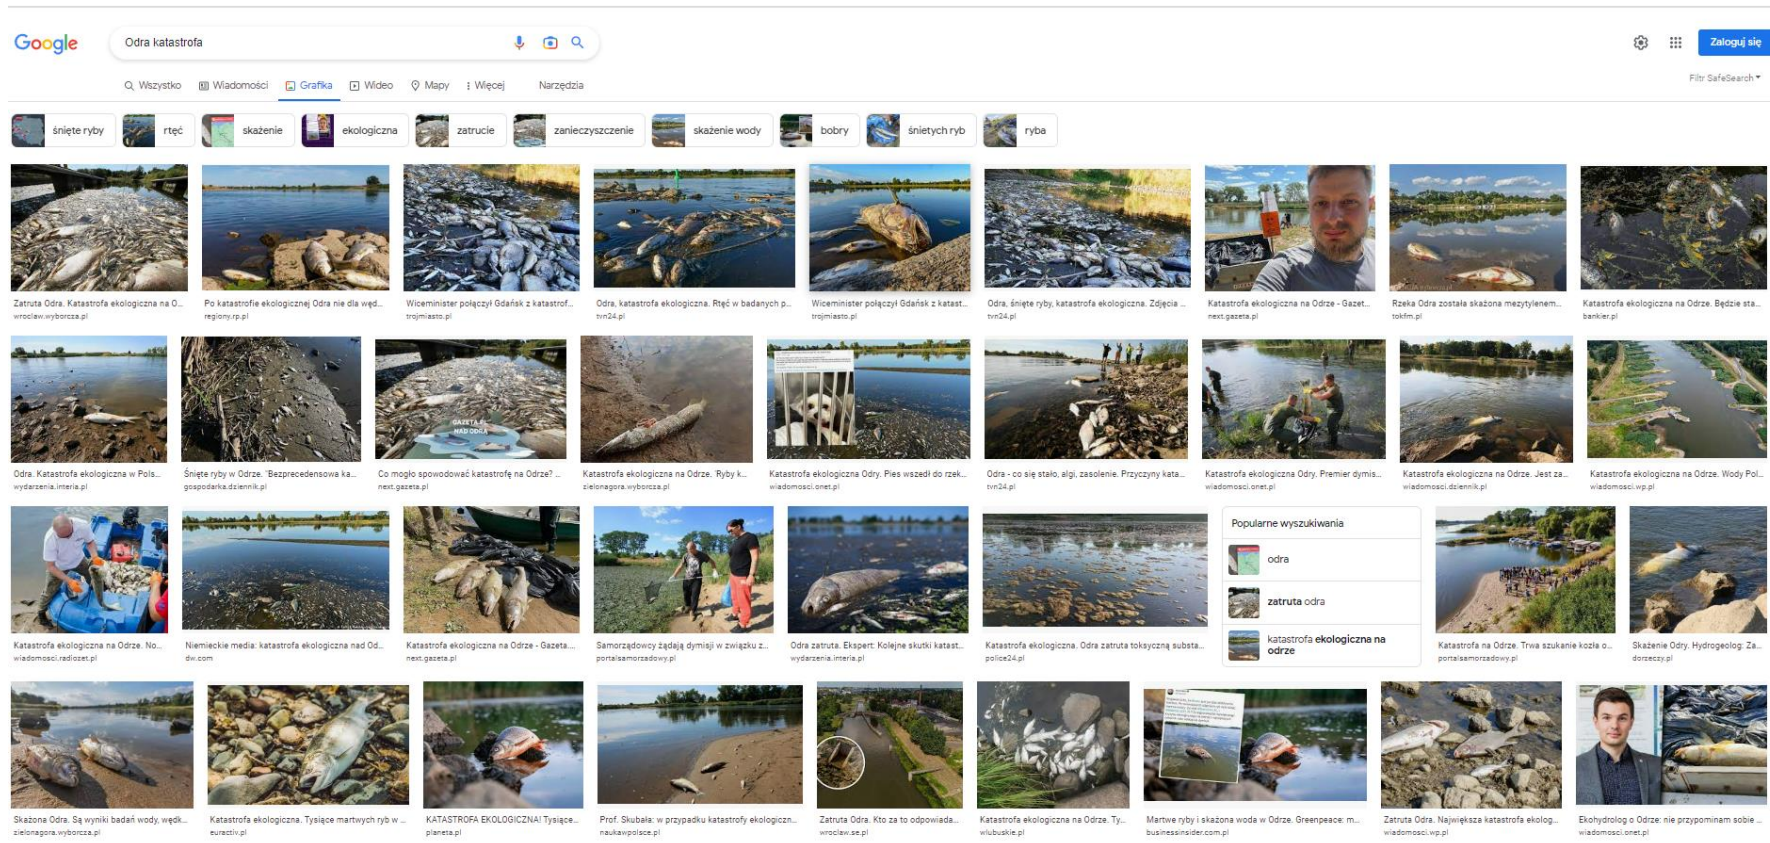 Google
Odra katastrofa
Zaloguj się
Wszystko Wiadomości Grafika Wideo Mapy Więcej Narzędzia
Filtr SafeSearch
śnięte ryby rtęć skażenie ekologiczna zatrucie zanieczyszczenie skażenie wody bobry śniętych ryb ryba
Zatruta Odra. Katastrofa ekologiczna na O...
wroclaw.wyborcza.pl
Po katastrofie ekologicznej Odra nie dla węd...
regiony.rp.pl
Wiceminister połączył Gdańsk z katastrof...
trojmiasto.pl
Odra, katastrofa ekologiczna. Rtęć w badanych p...
tvn24.pl
Wiceminister połączył Gdańsk z katast...
trojmiasto.pl
Odra, śnięte ryby, katastrofa ekologiczna. Zdjęcia ...
tvn24.pl
Katastrofa ekologiczna na Odrze - Gazet...
next.gazeta.pl
Rzeka Odra została skażona mezytylenem...
tokfm.pl
Katastrofa ekologiczna na Odrze. Będzie sta...
bankier.pl
GAZETA.PL
NAD ODRĄ
Odra. Katastrofa ekologiczna w Pols...
wydarzenia.interia.pl
Śnięte ryby w Odrze. "Bezprecedensowa ka...
gospodarka.dziennik.pl
Co mogło spowodować katastrofę na Odrze? ...
next.gazeta.pl
Katastrofa ekologiczna na Odrze. 'Ryby k...
zielonagora.wyborcza.pl
Katastrofa ekologiczna Odry. Pies wszedł do rzek...
wiadomosci.onet.pl
Odra - co się stało, algi, zasolenie. Przyczyny kata...
tvn24.pl
Katastrofa ekologiczna Odry. Premier dymis...
wiadomosci.onet.pl
Katastrofa ekologiczna na Odrze. Jest za...
wiadomosci.dziennik.pl
Katastrofa ekologiczna na Odrze. Wody Pol...
wiadomosci.wp.pl
Popularne wyszukiwania
odra
zatruta odra
katastrofa ekologiczna na
odrze
Katastrofa ekologiczna na Odrze. No...
wiadomosci.radiozet.pl
Niemieckie media: katastrofa ekologiczna nad Od...
dw.com
Katastrofa ekologiczna na Odrze - Gazeta....
next.gazeta.pl
Samorządowcy żądają dymisji w związku z...
portalsamorzadowy.pl
Odra zatruta. Ekspert: Kolejne skutki katast...
wydarzenia.interia.pl
Katastrofa ekologiczna. Odra zatruta toksyczną substa...
police24.pl
Katastrofa na Odrze. Trwa szukanie kozła o...
portalsamorzadowy.pl
Skażenie Odry. Hydrogeolog: Za...
dorzeczy.pl
Skażona Odra. Są wyniki badań wody, wędk...
zielonagora.wyborcza.pl
Katastrofa ekologiczna. Tysiące martwych ryb w ...
euractiv.pl
KATASTROFA EKOLOGICZNA! Tysiące...
planeta.pl
Prof. Skubała: w przypadku katastrofy ekologiczn...
naukawpolsce.pl
Zatruta Odra. Kto za to odpowiada...
wroclaw.se.pl
Katastrofa ekologiczna na Odrze. Ty...
wlubuskie.pl
Martwe ryby i skażona woda w Odrze. Greenpeace: m...
businessinsider.com.pl
Zatruta Odra. Największa katastrofa ekolog...
wiadomosci.wp.pl
Ekohydrolog o Odrze: nie przypominam sobie ...
wiadomosci.onet.pl